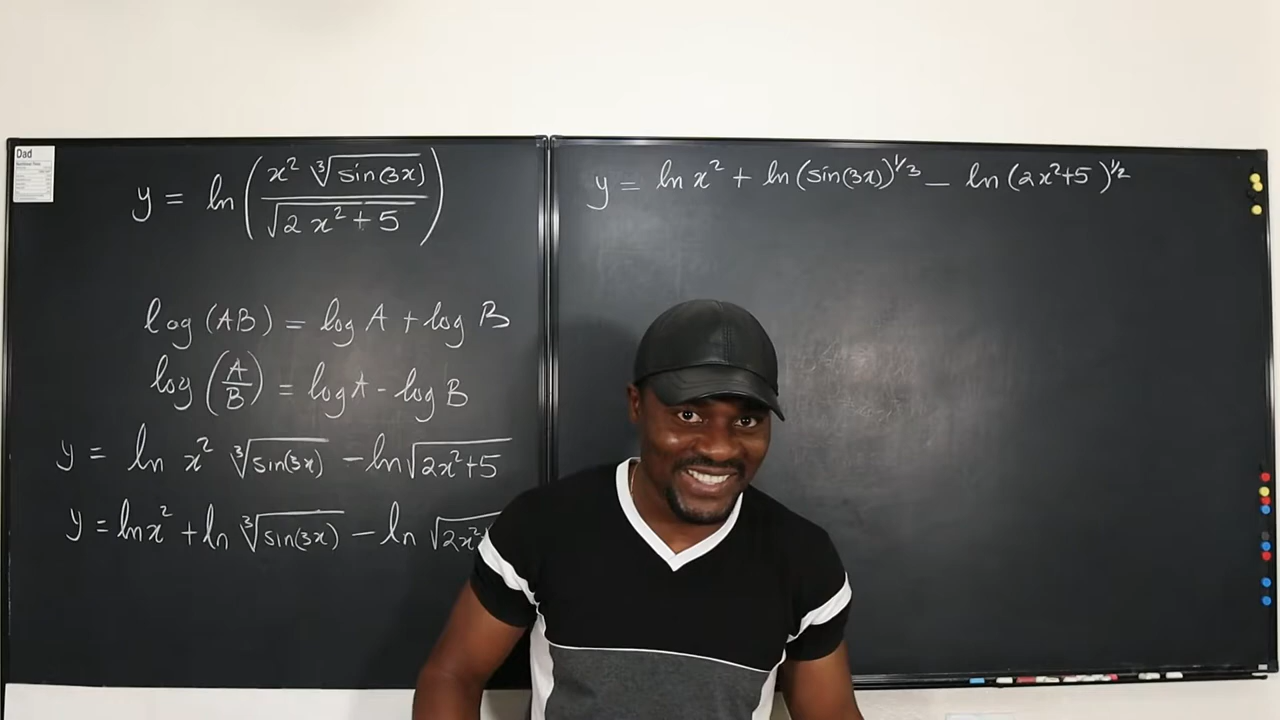 Dad
y = ln(x² ∛sin(3x) / √2x²+5)
log(AB) = log A + log B
log(A/B) = log A - log B
y = ln x² ∛sin(3x) - ln√2x²+5
y = ln x² + ln ∛sin(3x) - ln √2x²
y = ln x² + ln(sin(3x))^1/3 - ln(2x²+5)^1/2